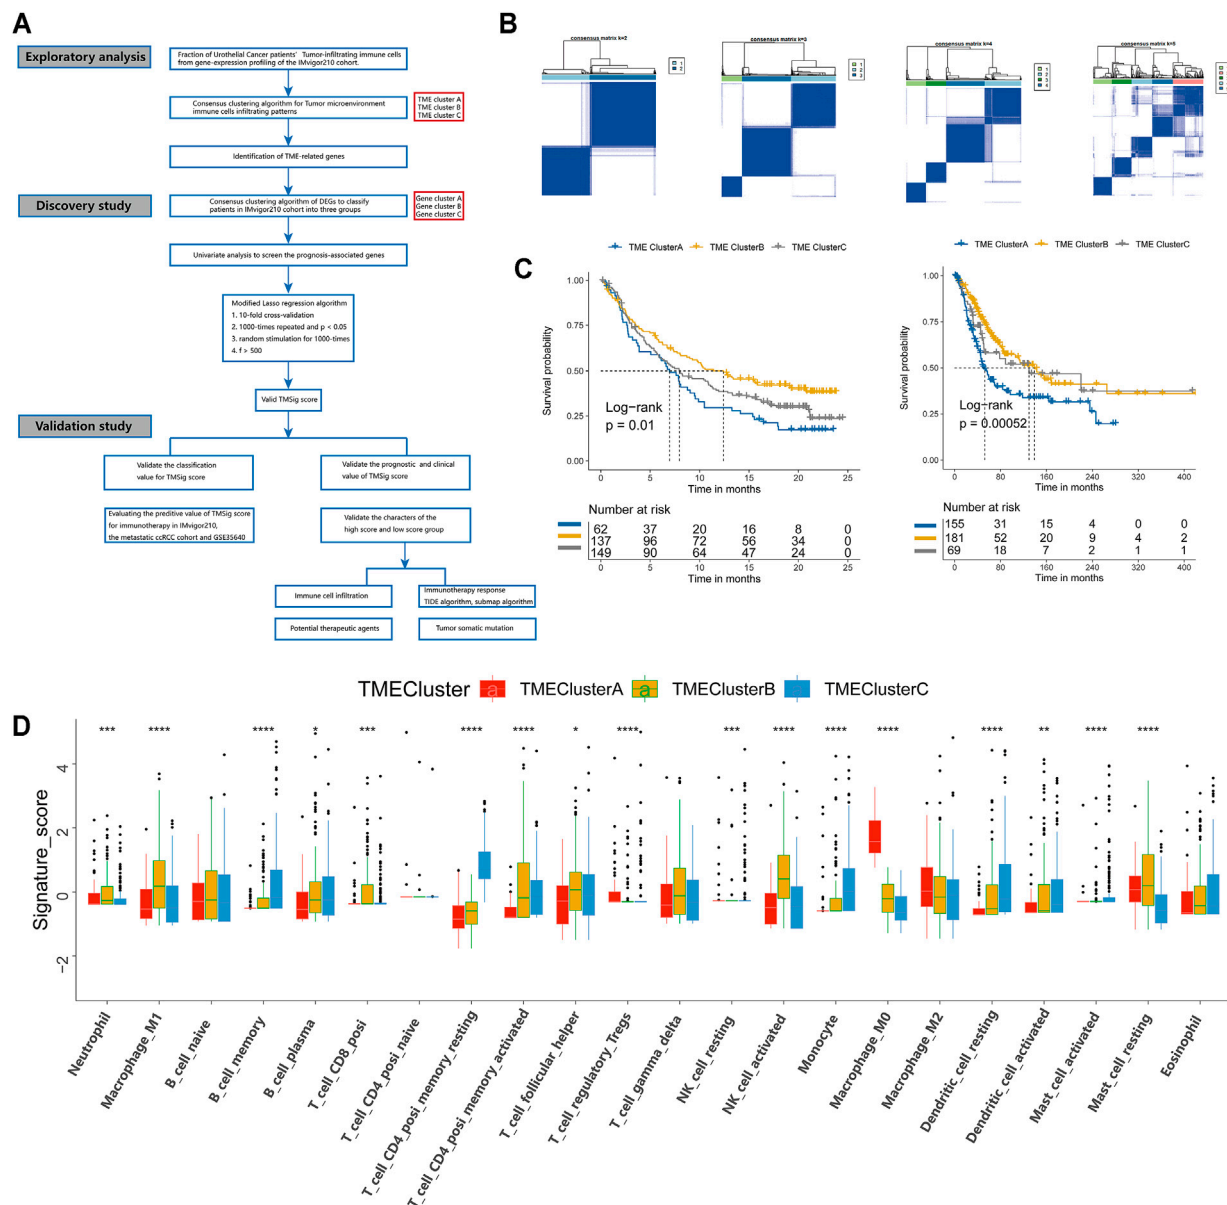 A
Exploratory analysis
Fraction of Urothelial Cancer patients' Tumor-infiltrating immune cells
from gene-expression profiling of the IMvigor210 cohort.
Consensus clustering algorithm for Tumor microenvironment
immune cells infiltrating patterns
TME cluster A
TME cluster B
TME cluster C
Identification of TME-related genes
Discovery study
Consensus clustering algorithm of DEGs to classify
patients in IMvigor210 cohort into three groups
Gene cluster A
Gene cluster B
Gene cluster C
Univariate analysis to screen the prognosis-associated genes
Modified Lasso regression algorithm
1. 10-fold cross-validation
2. 1000-times repeated and p < 0.05
3. random stimulation for 1000-times
4. f > 500
Valid TMSig score
Validation study
Validate the classification
value for TMSig score
Validate the prognostic and clinical
value of TMSig score
Evaluating the preditive value of TMSig score
for immunotherapy in IMvigor210,
the metastatic ccRCC cohort and GSE35640
Validate the characters of the
high score and low score group
Immune cell infiltration
Immunotherapy response
TIDE algorithm, submap algorithm
Potential therapeutic agents
Tumor somatic mutation
B
consensus matrix k=2
1
2
consensus matrix k=3
1
2
3
consensus matrix k=4
1
2
3
4
consensus matrix k=5
C
TME ClusterA TME ClusterB TME ClusterC
Survival probability
1.00
0.75
0.50
0.25
0.00
Log-rank
p = 0.01
0 5 10 15 20 25
Time in months
Number at risk
62 37 20 16 8 0
137 96 72 56 34 0
149 90 64 47 24 0
0 5 10 15 20 25
Time in months
TME ClusterA TME ClusterB TME ClusterC
Survival probability
1.00
0.75
0.50
0.25
0.00
Log-rank
p = 0.00052
0 80 160 240 320 400
Time in months
Number at risk
155 31 15 4 0 0
181 52 20 9 4 2
69 18 7 2 1 1
0 80 160 240 320 400
Time in months
D
TMECluster a TMEClusterA a TMEClusterB TMEClusterC
Signature_score
4
2
0
-2
*** **** **** * *** **** **** * **** *** **** **** **** **** ** **** ****
Neutrophil
Macrophage_M1
B_cell_naive
B_cell_memory
B_cell_plasma
T_cell_CD8_posi
T_cell_CD4_posi_naive
T_cell_CD4_posi_memory_resting
T_cell_CD4_posi_memory_activated
T_cell_follicular_helper
T_cell_regulatory_Tregs
T_cell_gamma_delta
NK_cell_resting
NK_cell_activated
Monocyte
Macrophage_M0
Macrophage_M2
Dendritic_cell_resting
Dendritic_cell_activated
Mast_cell_activated
Mast_cell_resting
Eosinophil